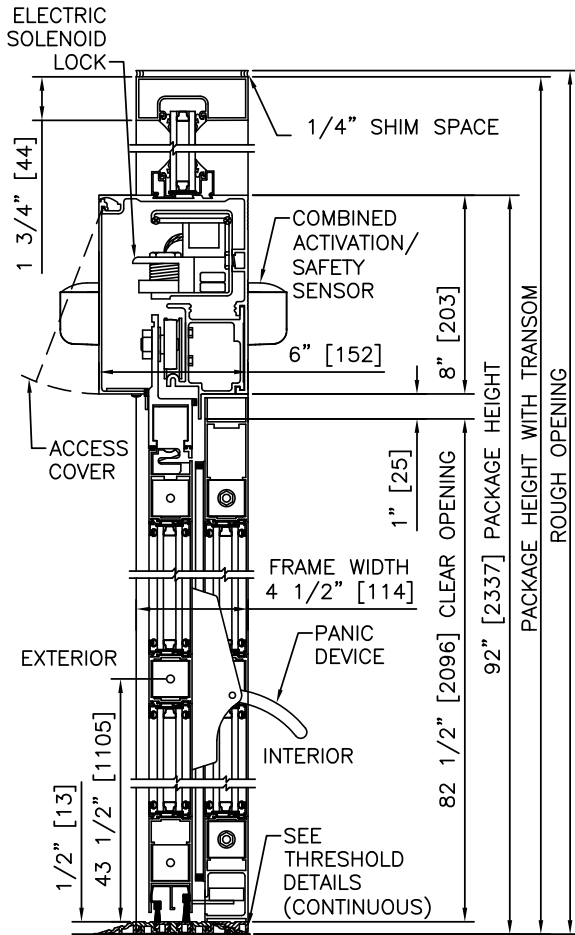 ELECTRIC
SOLENOID
LOCK
1/4" SHIM SPACE
1 3/4" [44]
COMBINED
ACTIVATION/
SAFETY
SENSOR
6" [152]
8" [203]
ACCESS
COVER
1" [25]
FRAME WIDTH
4 1/2" [114]
PANIC
DEVICE
EXTERIOR
INTERIOR
1/2" [13]
43 1/2" [1105]
82 1/2" [2096] CLEAR OPENING
92" [2337] PACKAGE HEIGHT
PACKAGE HEIGHT WITH TRANSOM
ROUGH OPENING
SEE
THRESHOLD
DETAILS
(CONTINUOUS)